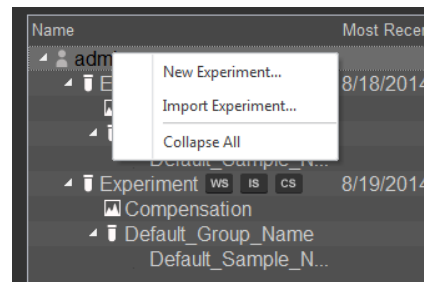 Name Most Recen
adm
New Experiment...
8/18/2014
Import Experiment...
Collapse All
Default_Sample_N...
Experiment WS IS CS 8/19/2014
Compensation
Default_Group_Name
Default_Sample_N...